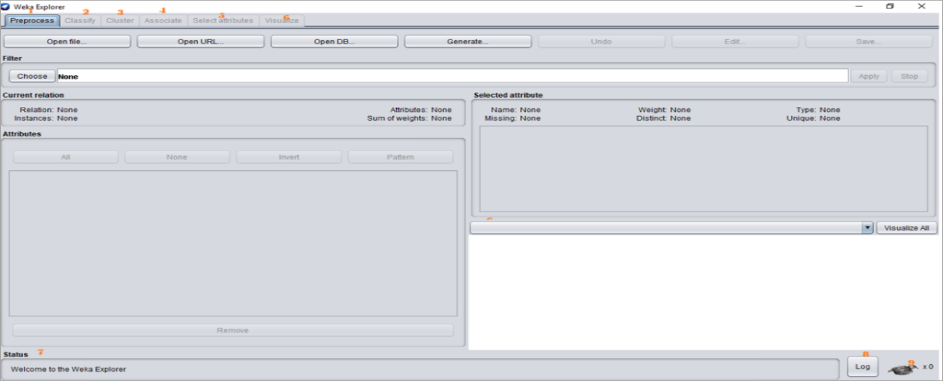 Weka Explorer
1 2 3 4 5 6
Preprocess Classify Cluster Associate Select attributes Visualize
Open file... Open URL... Open DB... Generate... Undo Edit... Save...
Filter
Choose None Apply Stop
Current relation
Relation: None Attributes: None
Instances: None Sum of weights: None
Selected attribute
Name: None Weight: None Type: None
Missing: None Distinct: None Unique: None
Attributes
All None Invert Pattern
Visualize All
Remove
Status 7
Welcome to the Weka Explorer
8
Log 9 x 0